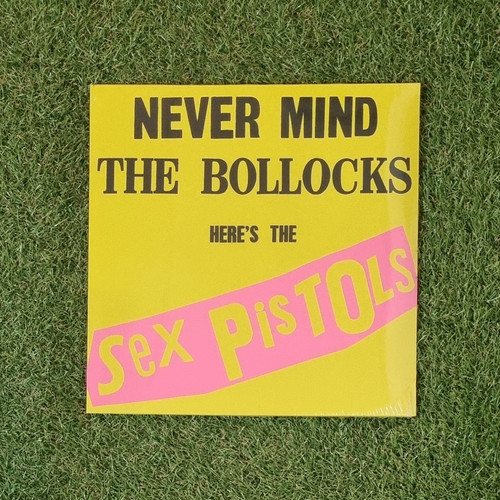 NEVER MIND
THE BOLLOCKS
HERE'S THE
Sex PisTOLs